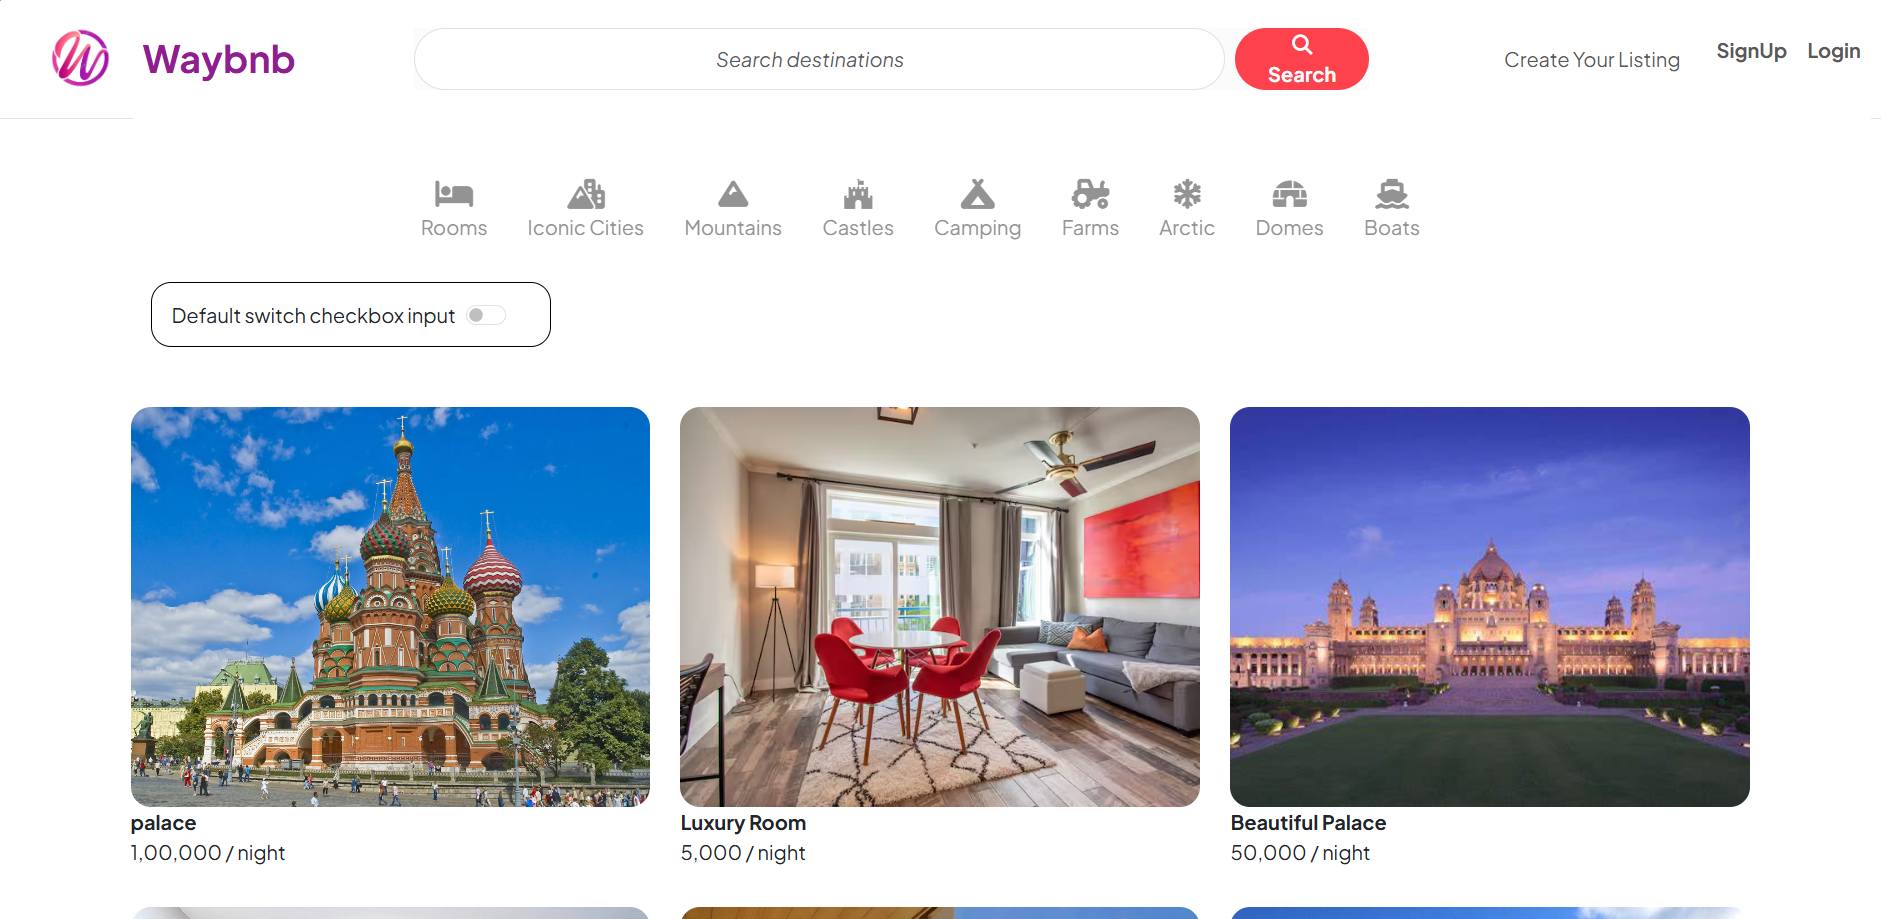 Waybnb
Search destinations
Search
Create Your Listing
SignUp
Login
Rooms
Iconic Cities
Mountains
Castles
Camping
Farms
Arctic
Domes
Boats
Default switch checkbox input
palace
1,00,000 / night
Luxury Room
5,000 / night
Beautiful Palace
50,000 / night